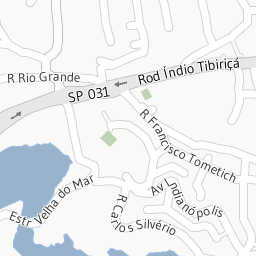 Rod Índio Tibiriçá
R Rio Grande
SP 031
R Francisco Tometich
Estr Velha do Mar
Av Indianópolis
R Carlos Silvério